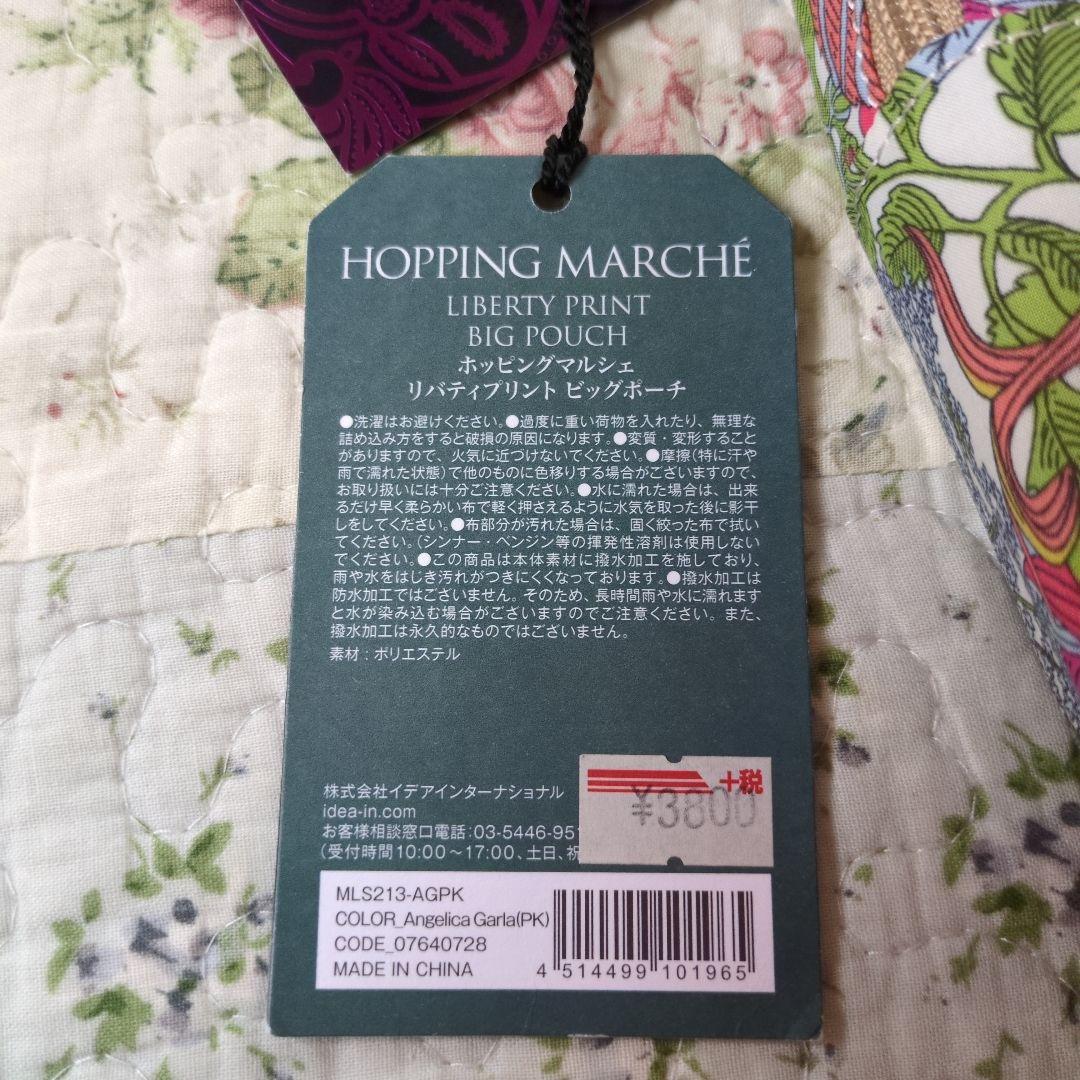 HOPPING MARCHÉ
LIBERTY PRINT
BIG POUCH
ホッピングマルシェ
リバティプリント ビッグポーチ
●洗濯はお避けください。●過度に重い荷物を入れたり、無理な
詰め込み方をすると破損の原因になります。●変質・変形すること
がありますので、火気に近づけないでください。●摩擦(特に汗や
雨で濡れた状態)で他のものに色移りする場合がございますので、
お取り扱いには十分ご注意ください。●水に濡れた場合は、出来
るだけ早く柔らかい布で軽く押さえるように水気を取った後に影干
しをしてください。●布部分が汚れた場合は、固く絞った布で拭い
てください。(シンナー・ベンジン等の揮発性溶剤は使用しない
でください。●この商品は本体素材に撥水加工を施しており、
雨や水をはじき汚れがつきにくくなっております。●撥水加工は
防水加工ではございません。そのため、長時間雨や水に濡れます
と水が染み込む場合がございますのでご注意ください。また、
撥水加工は永久的なものではございません。
素材：ポリエステル
+税
¥3800
株式会社イデアインターナショナル
idea-in.com
お客様相談窓口電話：03-5446-951
(受付時間10:00～17:00、土日、祝
MLS213-AGPK
COLOR_Angelica Garla(PK)
CODE_07640728
MADE IN CHINA
4 514499 101965